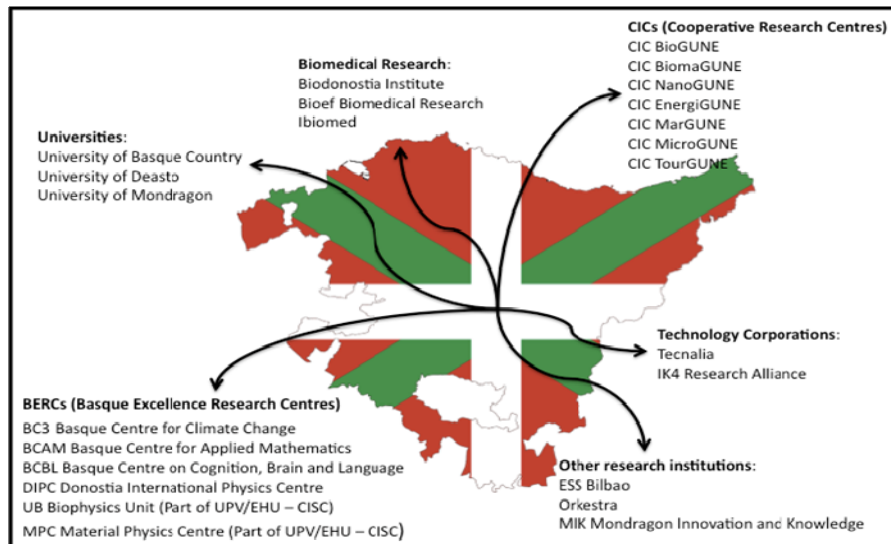 CICs (Cooperative Research Centres)
CIC BioGUNE
CIC BiomaGUNE
CIC NanoGUNE
CIC EnergiGUNE
CIC MarGUNE
CIC MicroGUNE
CIC TourGUNE
Biomedical Research:
Biodonostia Institute
Bioef Biomedical Research
Ibiomed
Universities:
University of Basque Country
University of Deasto
University of Mondragon
Technology Corporations:
Tecnalia
IK4 Research Alliance
BERCs (Basque Excellence Research Centres)
BC3 Basque Centre for Climate Change
BCAM Basque Centre for Applied Mathematics
BCBL Basque Centre on Cognition, Brain and Language
DIPC Donostia International Physics Centre
UB Biophysics Unit (Part of UPV/EHU – CISC)
MPC Material Physics Centre (Part of UPV/EHU – CISC)
Other research institutions:
ESS Bilbao
Orkestra
MIK Mondragon Innovation and Knowledge